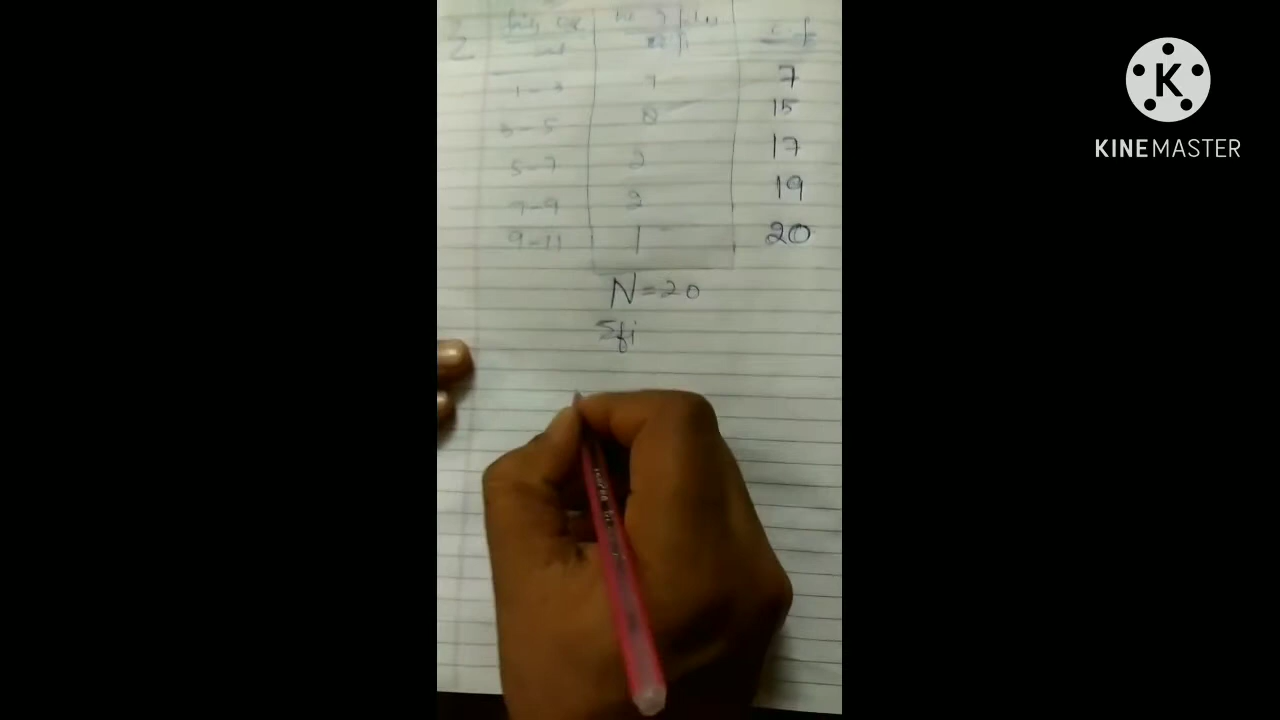 2
c f
1-3 7 7
3-5 8 15
5-7 2 17
7-9 2 19
9-11 1 20
N=20
Σfi
KINEMASTER